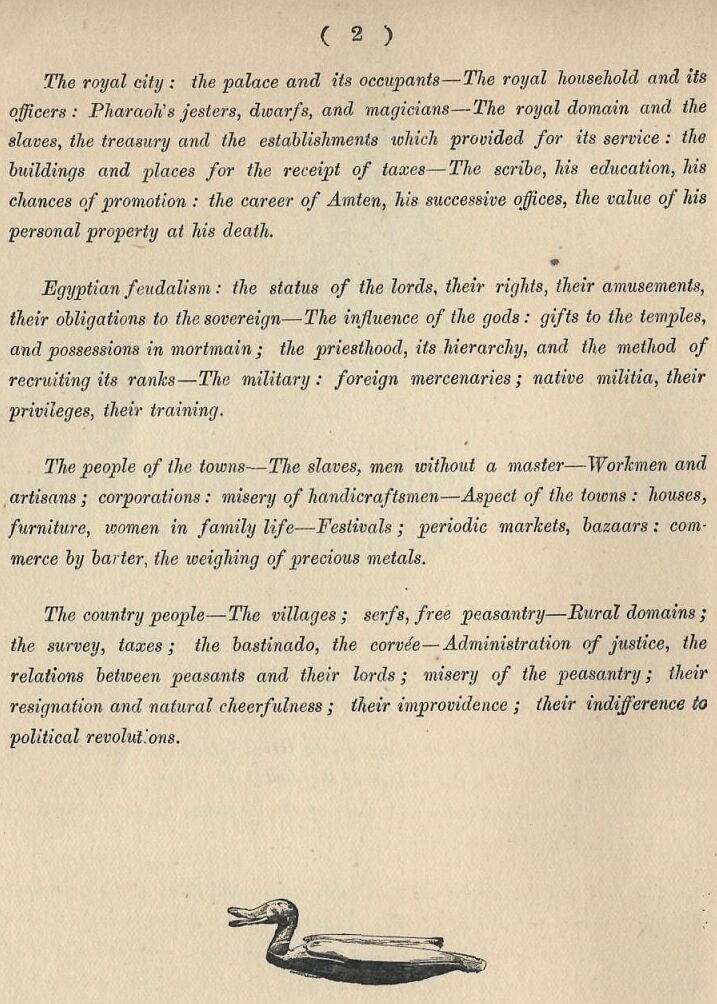 ( 2 )
The royal city : the palace and its occupants—The royal household and its
officers : Pharaoh's jesters, dwarfs, and magicians—The royal domain and the
slaves, the treasury and the establishments which provided for its service : the
buildings and places for the receipt of taxes—The scribe, his education, his
chances of promotion : the career of Amten, his successive offices, the value of his
personal property at his death.
Egyptian feudalism : the status of the lords, their rights, their amusements,
their obligations to the sovereign—The influence of the gods : gifts to the temples,
and possessions in mortmain ; the priesthood, its hierarchy, and the method of
recruiting its ranks—The military : foreign mercenaries ; native militia, their
privileges, their training.
The people of the towns—The slaves, men without a master—Workmen and
artisans ; corporations : misery of handicraftsmen—Aspect of the towns : houses,
furniture, women in family life—Festivals ; periodic markets, bazaars : com-
merce by barter, the weighing of precious metals.
The country people—The villages ; serfs, free peasantry—Rural domains ;
the survey, taxes ; the bastinado, the corvée—Administration of justice, the
relations between peasants and their lords ; misery of the peasantry ; their
resignation and natural cheerfulness ; their improvidence ; their indifference to
political revolutions.